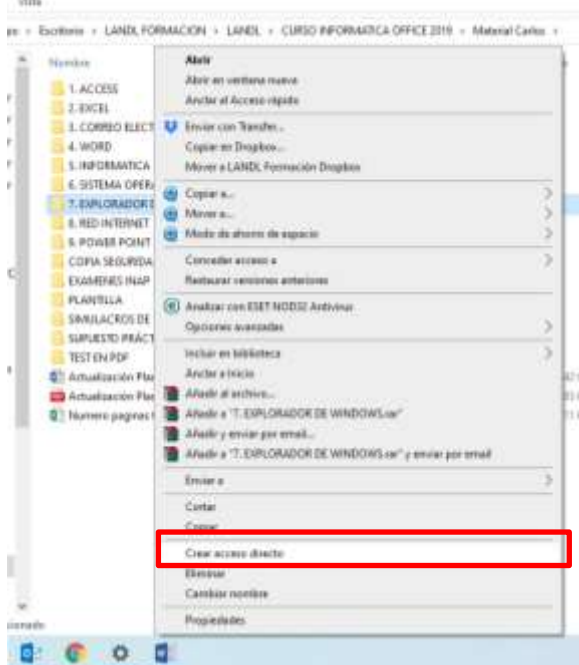 Vista
Escritorio › LANDL FORMACION › LANDL › CURSO INFORMATICA OFFICE 2019 › Material Carlos ›
Nombre
1. ACCESS
2. EXCEL
3. CORREO ELECT
4. WORD
5. INFORMATICA
6. SISTEMA OPERA
7. EXPLORADOR D
8. RED INTERNET
9. POWER POINT
COPIA SEGURIDA
EXAMENES INAP
PLANTILLA
SIMULACROS DE
SUPUESTO PRÁCT
TEST EN PDF
Actualización Plan
Actualización Plan
Numero paginas t
Abrir
Abrir en ventana nueva
Anclar al Acceso rápido
Enviar con Transfer...
Copiar en Dropbox...
Mover a LANDL Formación Dropbox
Copiar a...
Mover a...
Modo de ahorro de espacio
Conceder acceso a
Restaurar versiones anteriores
Analizar con ESET NOD32 Antivirus
Opciones avanzadas
Incluir en biblioteca
Anclar a Inicio
Añadir al archivo...
Añadir a "7. EXPLORADOR DE WINDOWS.rar"
Añadir y enviar por email...
Añadir a "7. EXPLORADOR DE WINDOWS.rar" y enviar por email
Enviar a
Cortar
Copiar
Crear acceso directo
Eliminar
Cambiar nombre
Propiedades